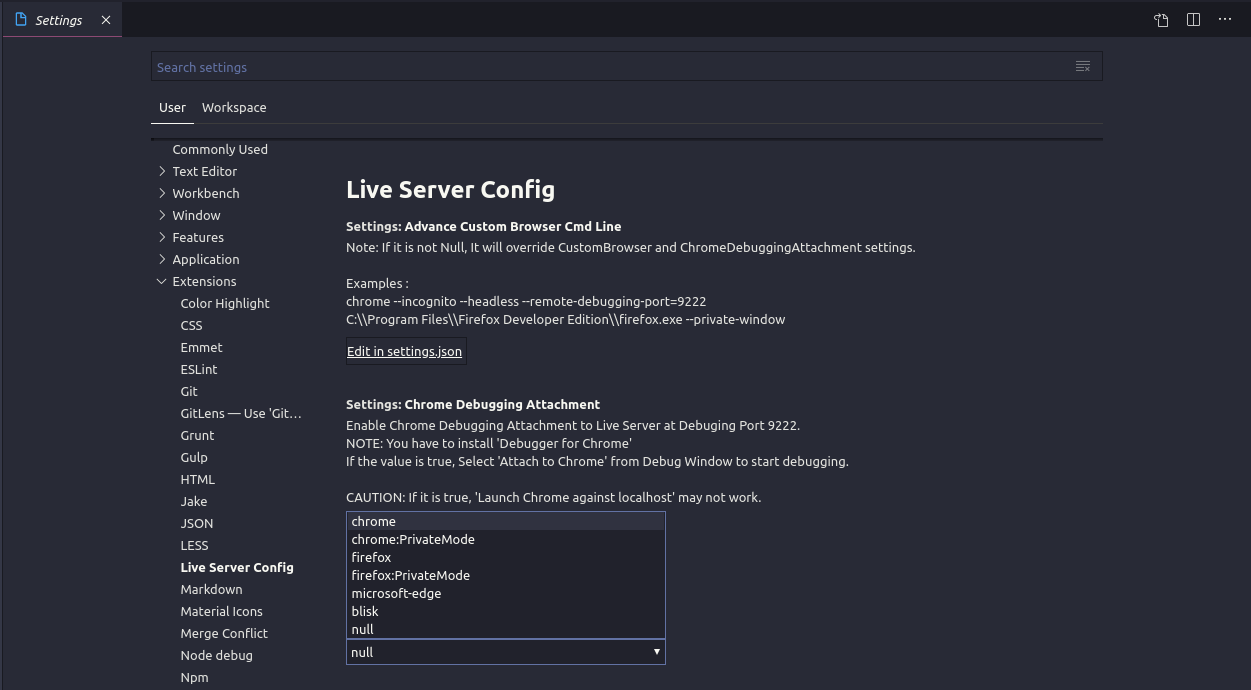 Settings
Search settings
User
Workspace
Commonly Used
Text Editor
Workbench
Window
Features
Application
Extensions
Color Highlight
CSS
Emmet
ESLint
Git
GitLens — Use 'Git…
Grunt
Gulp
HTML
Jake
JSON
LESS
Live Server Config
Markdown
Material Icons
Merge Conflict
Node debug
Npm
Live Server Config
Settings: Advance Custom Browser Cmd Line
Note: If it is not Null, It will override CustomBrowser and ChromeDebuggingAttachment settings.
Examples :
chrome --incognito --headless --remote-debugging-port=9222
C:\\Program Files\\Firefox Developer Edition\\firefox.exe --private-window
Edit in settings.json
Settings: Chrome Debugging Attachment
Enable Chrome Debugging Attachment to Live Server at Debuging Port 9222.
NOTE: You have to install 'Debugger for Chrome'
If the value is true, Select 'Attach to Chrome' from Debug Window to start debugging.
CAUTION: If it is true, 'Launch Chrome against localhost' may not work.
chrome
chrome:PrivateMode
firefox
firefox:PrivateMode
microsoft-edge
blisk
null
null